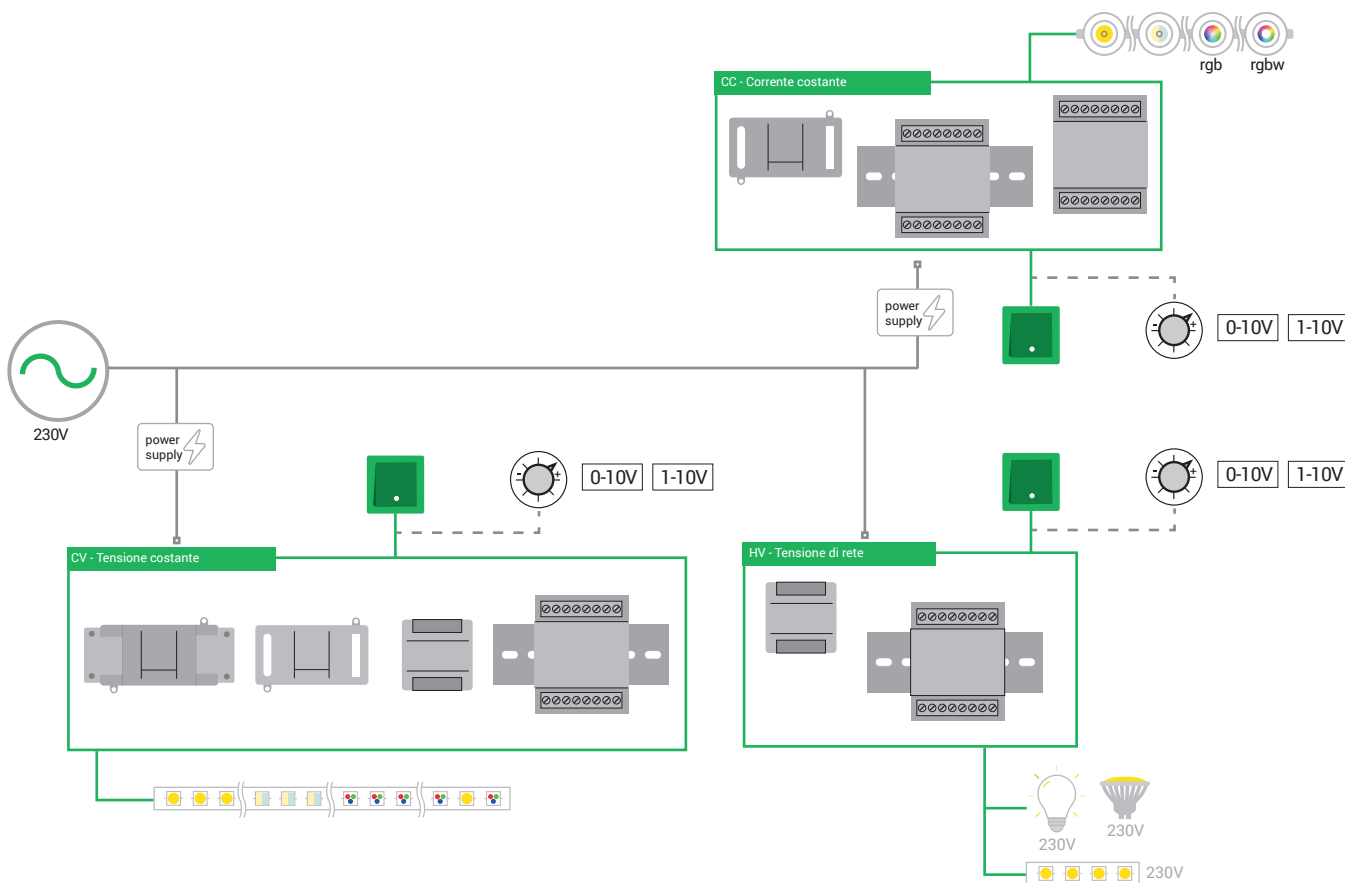 rgb rgbw
CC - Corrente costante
power
supply
0-10V 1-10V
230V
power
supply
0-10V 1-10V
0-10V 1-10V
CV - Tensione costante
HV - Tensione di rete
230V
230V
230V